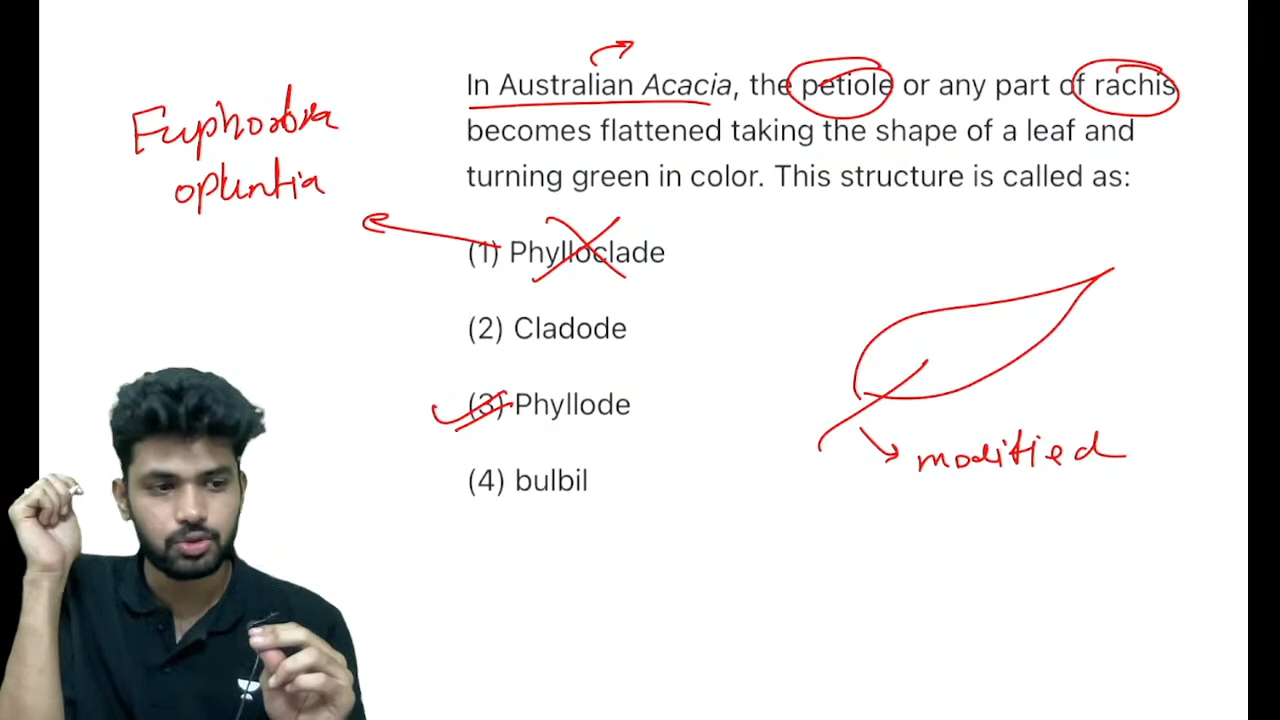 In Australian Acacia, the petiole or any part of rachis
becomes flattened taking the shape of a leaf and
turning green in color. This structure is called as:
Euphorbia
opuntia
(1) Phylloclade
(2) Cladode
(3) Phyllode
(4) bulbil
modified